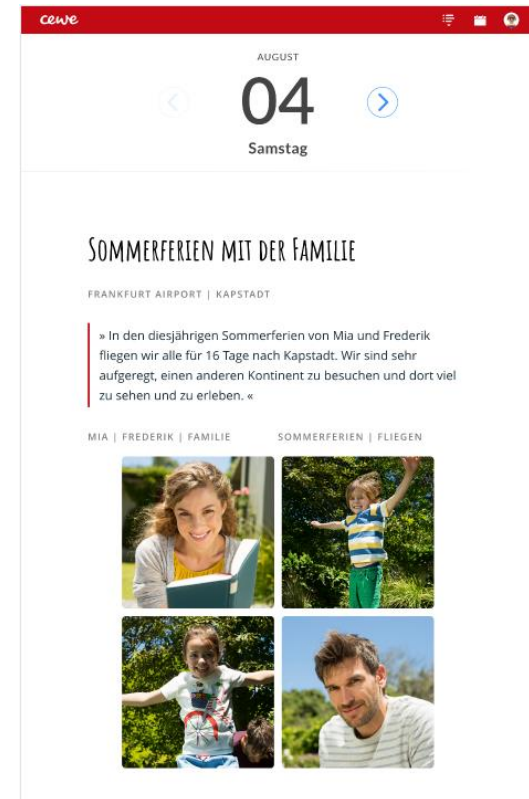 cewe
AUGUST
04
Samstag
SOMMERFERIEN MIT DER FAMILIE
FRANKFURT AIRPORT | KAPSTADT
» In den diesjährigen Sommerferien von Mia und Frederik
fliegen wir alle für 16 Tage nach Kapstadt. Wir sind sehr
aufgeregt, einen anderen Kontinent zu besuchen und dort viel
zu sehen und zu erleben. «
MIA | FREDERIK | FAMILIE SOMMERFERIEN | FLIEGEN